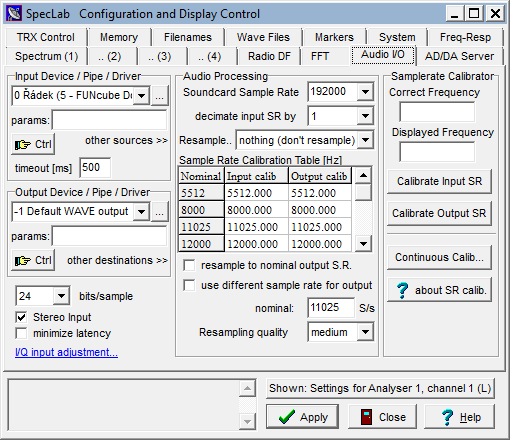 SpecLab Configuration and Display Control
TRX Control Memory Filenames Wave Files Markers System Freq-Resp
Spectrum (1) .. (2) .. (3) .. (4) Radio DF FFT Audio I/O AD/DA Server
Input Device / Pipe / Driver
0 Řádek (5 - FUNcube D
...
params:
Ctrl
other sources >>
timeout [ms] 500
Output Device / Pipe / Driver
-1 Default WAVE output
...
params:
Ctrl
other destinations >>
24 bits/sample
Stereo Input
minimize latency
I/Q input adjustment...
Audio Processing
Soundcard Sample Rate 192000
decimate input SR by 1
Resample.. nothing (don't resample)
Sample Rate Calibration Table [Hz]
Nominal Input calib Output calib
5512 5512.000 5512.000
8000 8000.000 8000.000
11025 11025.000 11025.000
12000 12000.000 12000.000
resample to nominal output S.R.
use different sample rate for output
nominal: 11025 S/s
Resampling quality medium
Samplerate Calibrator
Correct Frequency
Displayed Frequency
Calibrate Input SR
Calibrate Output SR
Continuous Calib...
? about SR calib.
Shown: Settings for Analyser 1, channel 1 (L)
Apply
Close
? Help